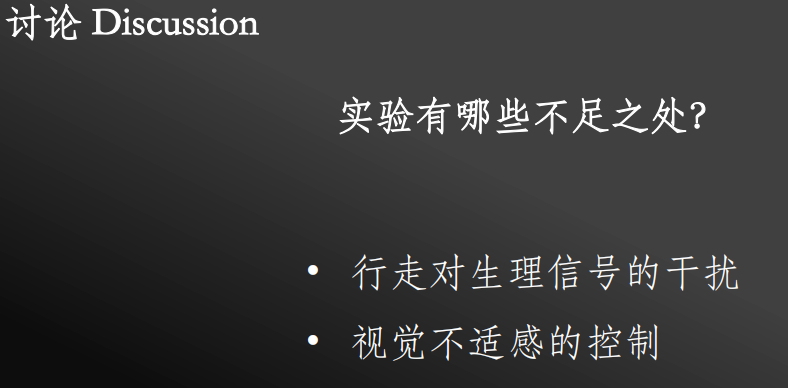 讨论 Discussion
实验有哪些不足之处?
• 行走对生理信号的干扰
• 视觉不适感的控制